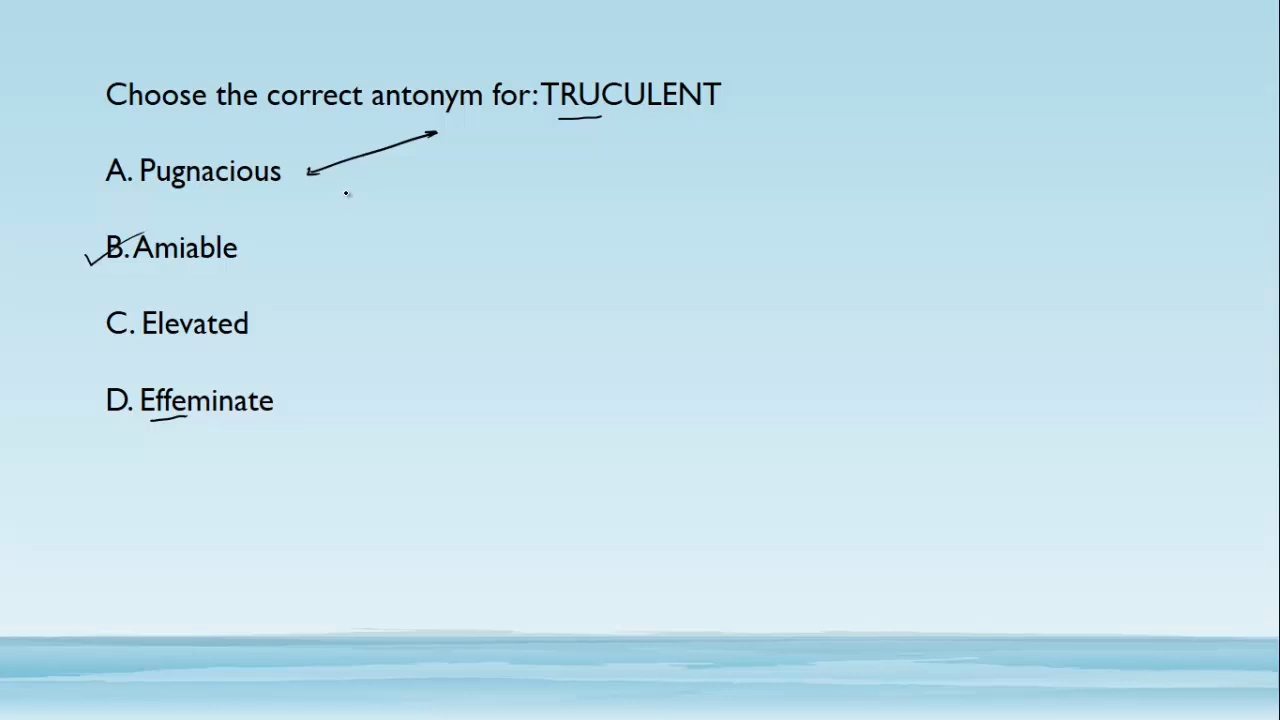 Choose the correct antonym for: TRUCULENT
A. Pugnacious
B. Amiable
C. Elevated
D. Effeminate